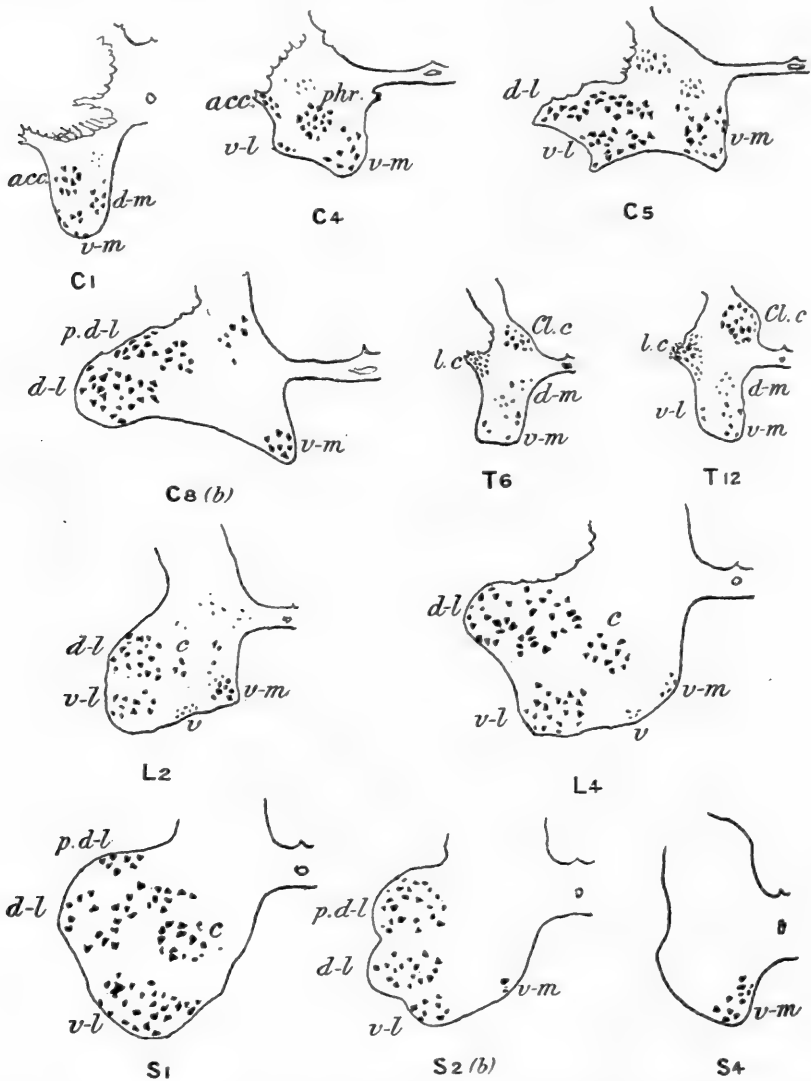 acc.
d-m
v-m
C1
acc.
phr.
v-l
v-m
C4
d-l
v-l
v-m
C5
p.d-l
d-l
v-m
C8 (b)
Cl.c
l.c
d-m
v-m
T6
Cl.c
l.c
d-m
v-l
v-m
T12
d-l
c
v-l
v-m
v
L2
d-l
c
v-m
v-l
v
L4
p.d-l
d-l
c
v-l
S1
p.d-l
d-l
v-m
v-l
S2 (b)
v-m
S4